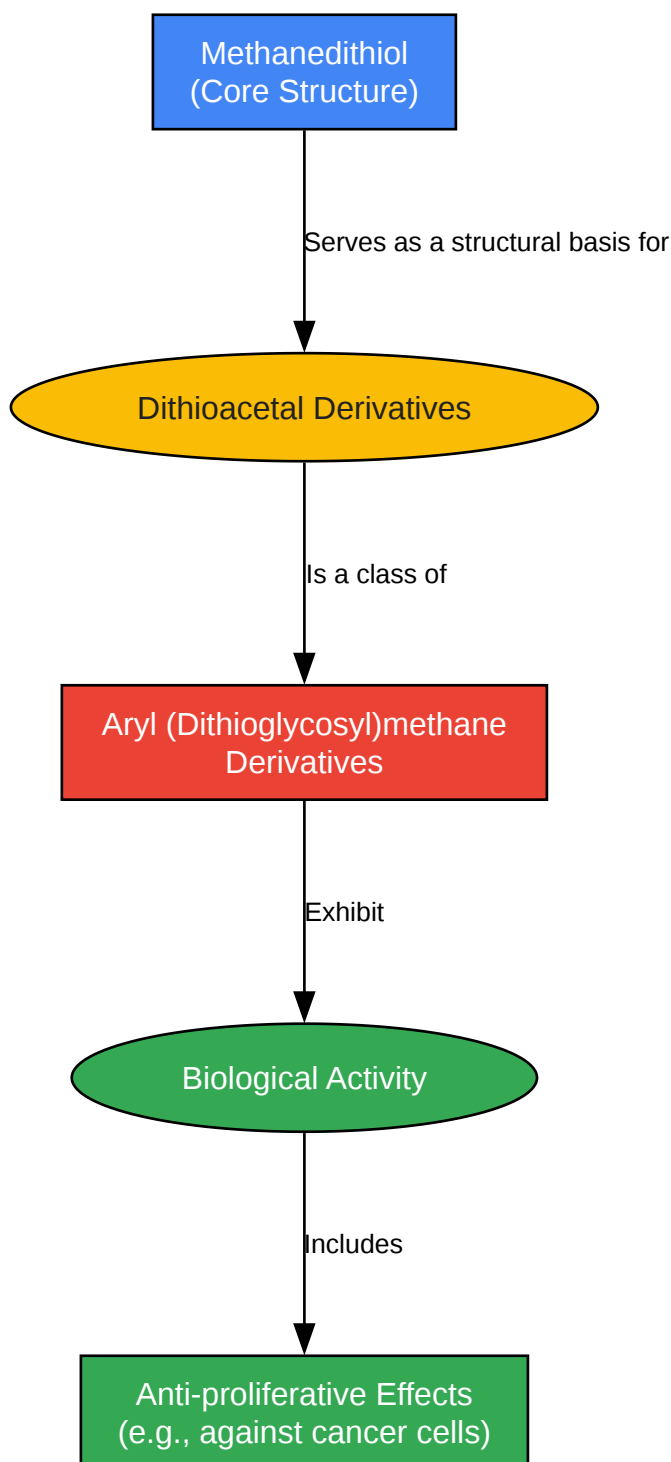 Methanedithiol
(Core Structure)
Serves as a structural basis for
Dithioacetal Derivatives
Is a class of
Aryl (Dithioglycosyl)methane
Derivatives
Exhibit
Biological Activity
Includes
Anti-proliferative Effects
(e.g., against cancer cells)